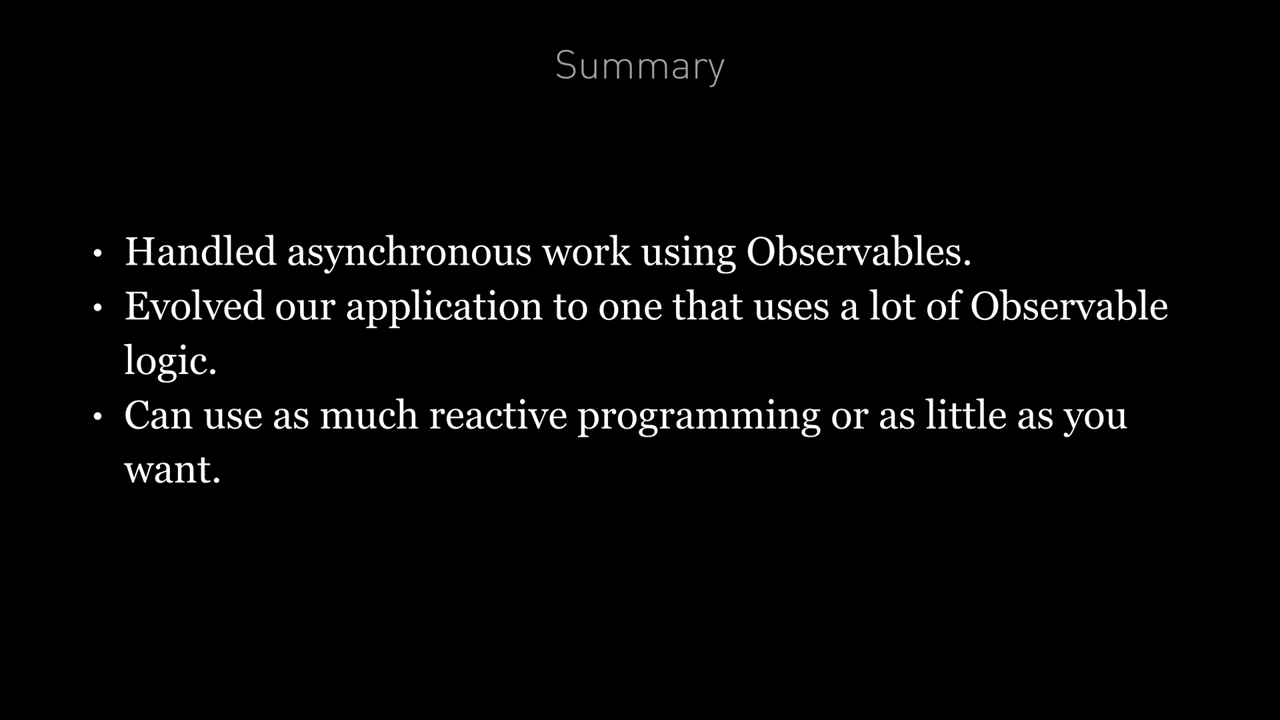 Summary
• Handled asynchronous work using Observables.
• Evolved our application to one that uses a lot of Observable
logic.
• Can use as much reactive programming or as little as you
want.